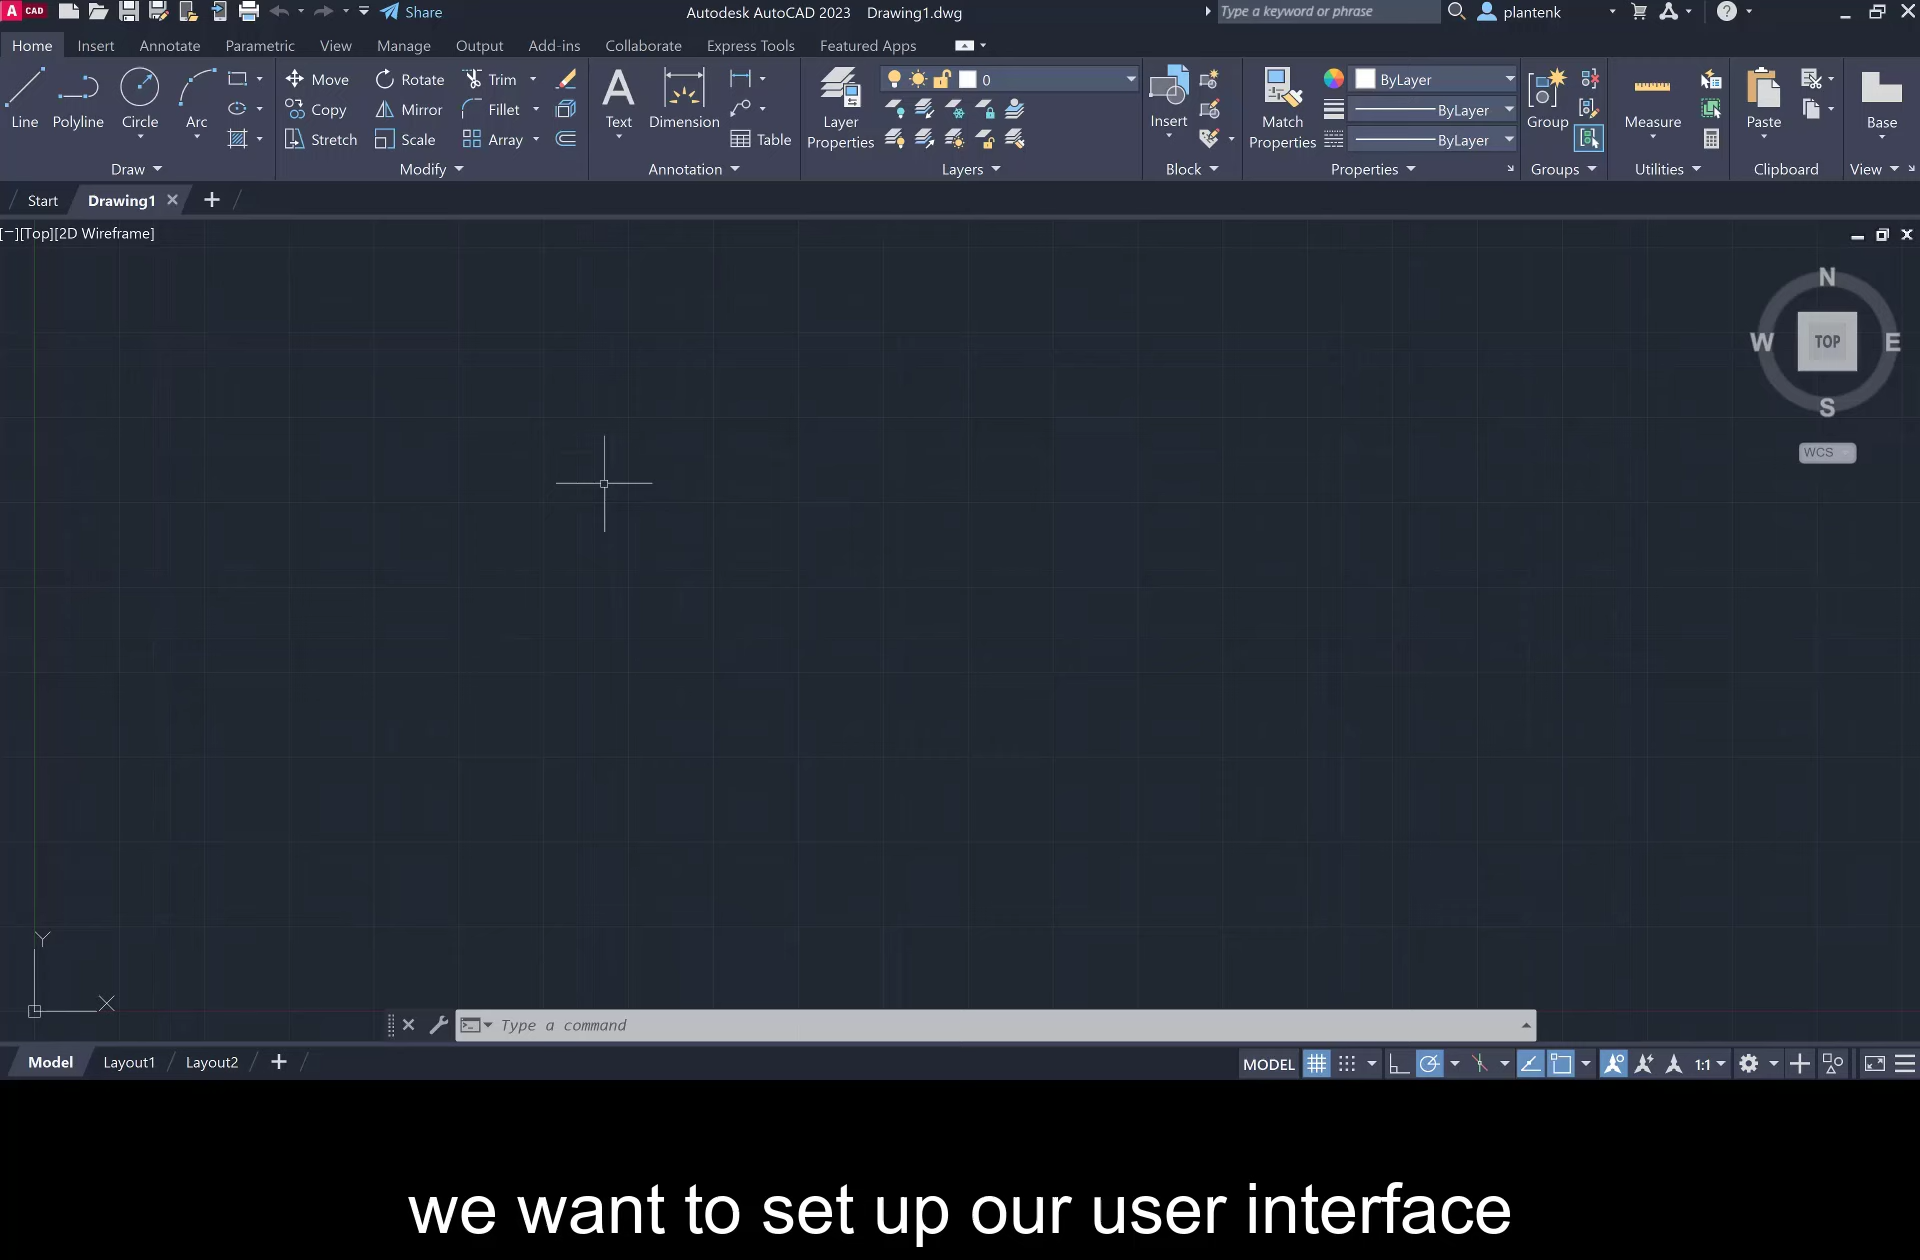 A CAD Share Autodesk AutoCAD 2023 Drawing1.dwg Type a keyword or phrase plantenk ?
Home Insert Annotate Parametric View Manage Output Add-ins Collaborate Express Tools Featured Apps
Line Polyline Circle Arc
Move Rotate Trim
Copy Mirror Fillet
Stretch Scale Array
A
Text Dimension
Table
Layer
Properties
0
Insert
Match
Properties
ByLayer
ByLayer
ByLayer
Group
Measure
Paste
Base
Draw Modify Annotation Layers Block Properties Groups Utilities Clipboard View
Start Drawing1 +
[−][Top][2D Wireframe]
N
W TOP E
S
WCS
Y
X
Type a command
Model Layout1 Layout2 + MODEL 1:1
we want to set up our user interface